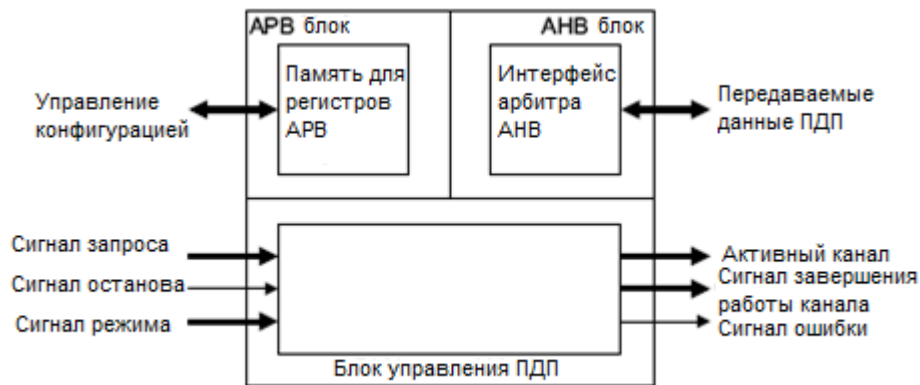 APB блок
AHB блок
Память для
регистров
APB
Интерфейс
арбитра
AHB
Управление
конфигурацией
Передаваемые
данные ПДП
Сигнал запроса
Сигнал останова
Сигнал режима
Активный канал
Сигнал завершения
работы канала
Сигнал ошибки
Блок управления ПДП